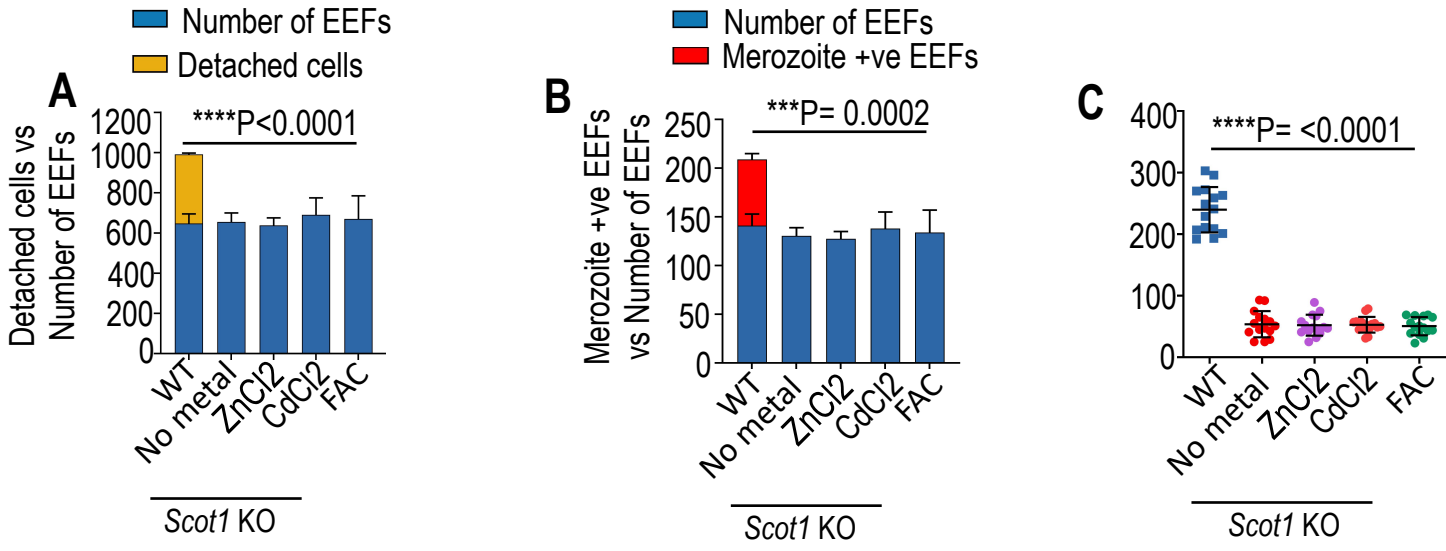 Number of EEFs
Detached cells
A
Detached cells vs
Number of EEFs
****P<0.0001
1200
1000
800
600
400
200
0
WT
No metal
ZnCl2
CdCl2
FAC
Scot1 KO
Number of EEFs
Merozoite +ve EEFs
B
Merozoite +ve EEFs
vs Number of EEFs
***P= 0.0002
250
200
150
100
50
0
WT
No metal
ZnCl2
CdCl2
FAC
Scot1 KO
C
****P= <0.0001
400
300
200
100
0
WT
No metal
ZnCl2
CdCl2
FAC
Scot1 KO